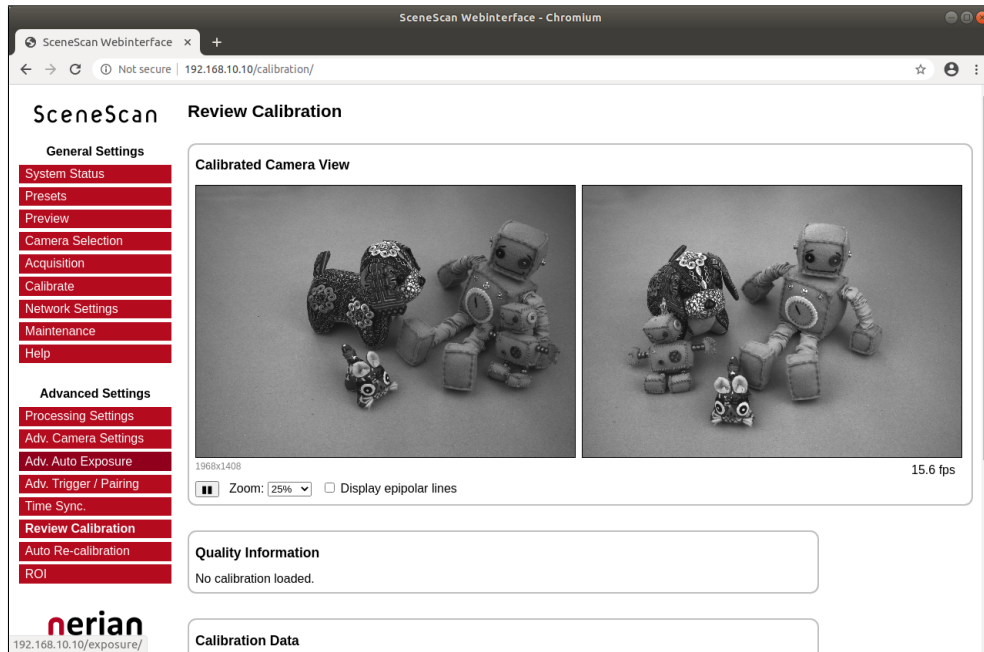 SceneScan Webinterface - Chromium
SceneScan Webinterface × +
Not secure | 192.168.10.10/calibration/
SceneScan
General Settings
System Status
Presets
Preview
Camera Selection
Acquisition
Calibrate
Network Settings
Maintenance
Help
Advanced Settings
Processing Settings
Adv. Camera Settings
Adv. Auto Exposure
Adv. Trigger / Pairing
Time Sync.
Review Calibration
Auto Re-calibration
ROI
nerian
192.168.10.10/exposure/
Review Calibration
Calibrated Camera View
1968x1408
15.6 fps
Zoom: 25% Display epipolar lines
Quality Information
No calibration loaded.
Calibration Data